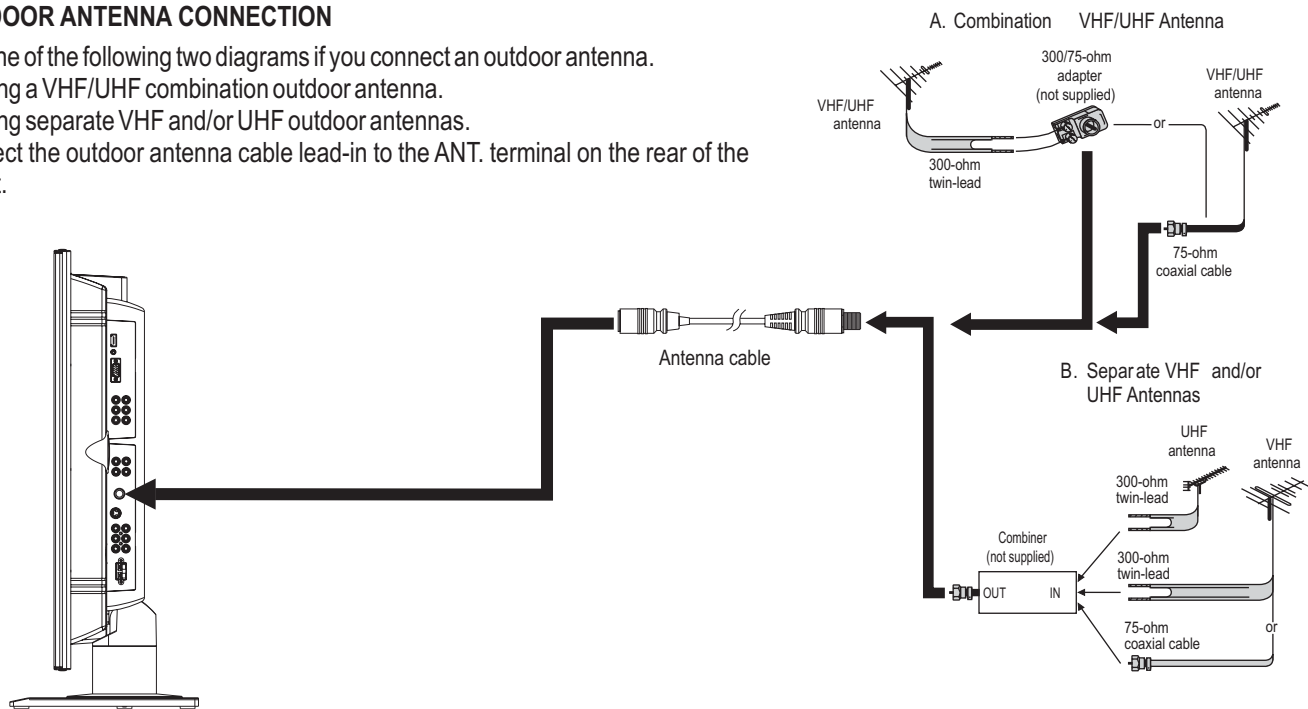 DOOR ANTENNA CONNECTION
ne of the following two diagrams if you connect an outdoor antenna.
ng a VHF/UHF combination outdoor antenna.
ng separate VHF and/or UHF outdoor antennas.
ect the outdoor antenna cable lead-in to the ANT. terminal on the rear of the
t.
A. Combination VHF/UHF Antenna
300/75-ohm
adapter
(not supplied)
VHF/UHF
antenna
VHF/UHF
antenna
or
300-ohm
twin-lead
75-ohm
coaxial cable
Antenna cable
B. Separate VHF and/or
UHF Antennas
UHF
antenna
VHF
antenna
300-ohm
twin-lead
Combiner
(not supplied)
300-ohm
twin-lead
OUT IN
75-ohm
coaxial cable
or